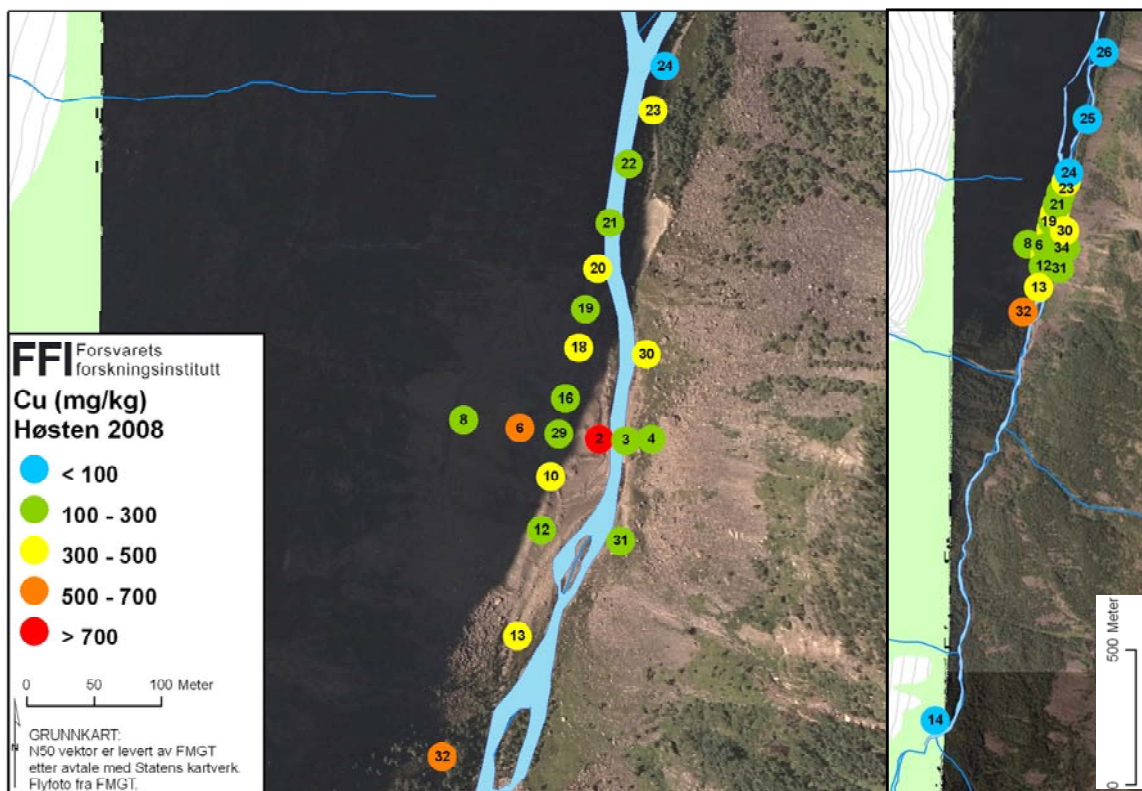 24
23
22
21
20
19
18
30
16
8
6
29
2
3
4
10
12
31
13
32
FFI Forsvarets
forskningsinstitutt
Cu (mg/kg)
Høsten 2008
< 100
100 - 300
300 - 500
500 - 700
> 700
0 50 100 Meter
N
GRUNNKART:
N50 vektor er levert av FMGT
etter avtale med Statens kartverk.
Flyfoto fra FMGT.
26
25
24
23
21
19
30
8 6 34
12 31
13
32
14
500 Meter
0